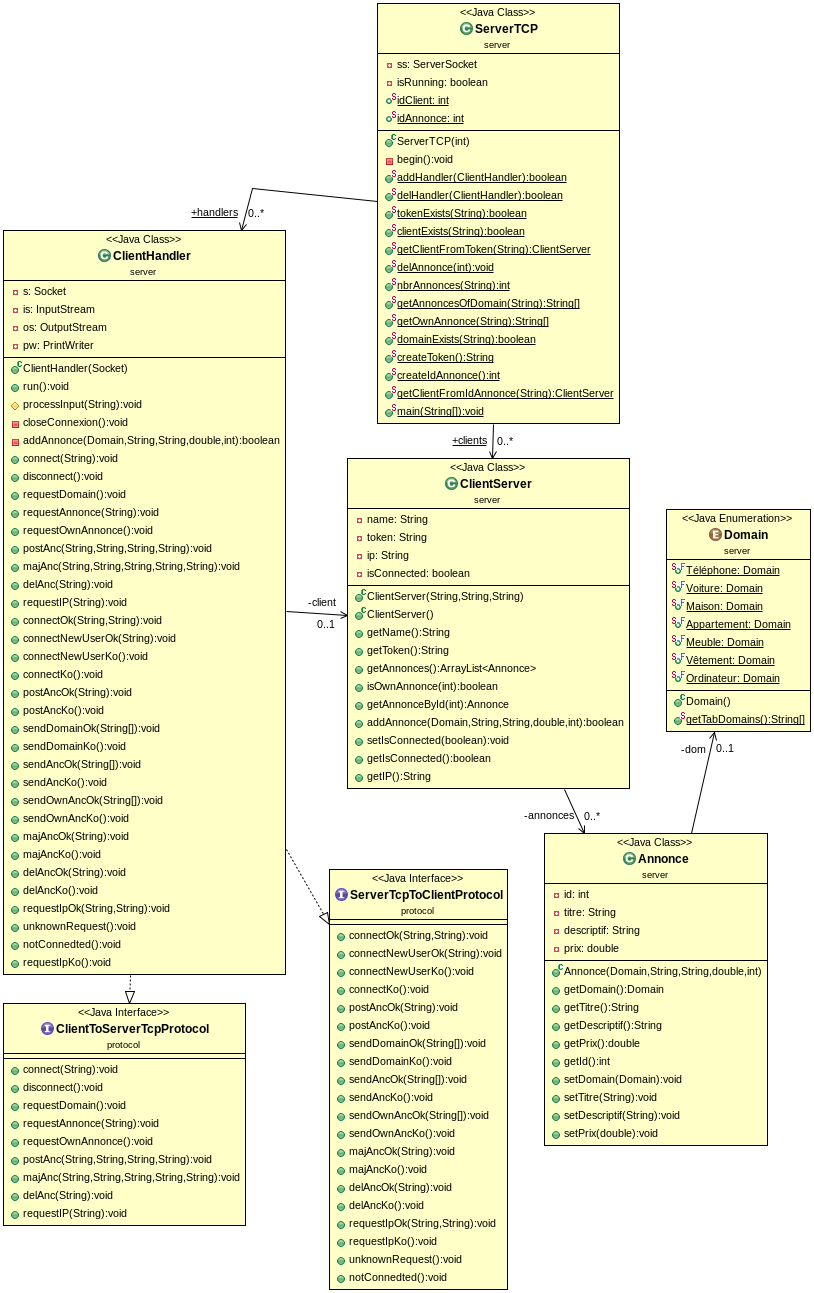 <<Java Class>>
ServerTCP
server
ss: ServerSocket
isRunning: boolean
idClient: int
idAnnonce: int
ServerTCP(int)
begin():void
addHandler(ClientHandler):boolean
delHandler(ClientHandler):boolean
tokenExists(String):boolean
clientExists(String):boolean
getClientFromToken(String):ClientServer
delAnnonce(int):void
nbrAnnonces(String):int
getAnnoncesOfDomain(String):String[]
getOwnAnnonce(String):String[]
domainExists(String):boolean
createToken():String
createIdAnnonce():int
getClientFromIdAnnonce(String):ClientServer
main(String[]):void
+handlers 0..*
<<Java Class>>
ClientHandler
server
s: Socket
is: InputStream
os: OutputStream
pw: PrintWriter
ClientHandler(Socket)
run():void
processInput(String):void
closeConnexion():void
addAnnonce(Domain,String,String,double,int):boolean
connect(String):void
disconnect():void
requestDomain():void
requestAnnonce(String):void
requestOwnAnnonce():void
postAnc(String,String,String,String):void
majAnc(String,String,String,String,String):void
delAnc(String):void
requestIP(String):void
connectOk(String,String):void
connectNewUserOk(String):void
connectNewUserKo():void
connectKo():void
postAncOk(String):void
postAncKo():void
sendDomainOk(String[]):void
sendDomainKo():void
sendAncOk(String[]):void
sendAncKo():void
sendOwnAncOk(String[]):void
sendOwnAncKo():void
majAncOk(String):void
majAncKo():void
delAncOk(String):void
delAncKo():void
requestIpOk(String,String):void
unknownRequest():void
notConnedted():void
requestIpKo():void
+clients 0..*
<<Java Class>>
ClientServer
server
name: String
token: String
ip: String
isConnected: boolean
ClientServer(String,String,String)
ClientServer()
getName():String
getToken():String
getAnnonces():ArrayList<Annonce>
isOwnAnnonce(int):boolean
getAnnonceById(int):Annonce
addAnnonce(Domain,String,String,double,int):boolean
setIsConnected(boolean):void
getIsConnected():boolean
getIP():String
-client
0..1
<<Java Enumeration>>
Domain
server
Téléphone: Domain
Voiture: Domain
Maison: Domain
Appartement: Domain
Meuble: Domain
Vêtement: Domain
Ordinateur: Domain
Domain()
getTabDomains():String[]
-dom 0..1
-annonces 0..*
<<Java Class>>
Annonce
server
id: int
titre: String
descriptif: String
prix: double
Annonce(Domain,String,String,double,int)
getDomain():Domain
getTitre():String
getDescriptif():String
getPrix():double
getId():int
setDomain(Domain):void
setTitre(String):void
setDescriptif(String):void
setPrix(double):void
<<Java Interface>>
ServerTcpToClientProtocol
protocol
connectOk(String,String):void
connectNewUserOk(String):void
connectNewUserKo():void
connectKo():void
postAncOk(String):void
postAncKo():void
sendDomainOk(String[]):void
sendDomainKo():void
sendAncOk(String[]):void
sendAncKo():void
sendOwnAncOk(String[]):void
sendOwnAncKo():void
majAncOk(String):void
majAncKo():void
delAncOk(String):void
delAncKo():void
requestIpOk(String,String):void
requestIpKo():void
unknownRequest():void
notConnedted():void
<<Java Interface>>
ClientToServerTcpProtocol
protocol
connect(String):void
disconnect():void
requestDomain():void
requestAnnonce(String):void
requestOwnAnnonce():void
postAnc(String,String,String,String):void
majAnc(String,String,String,String,String):void
delAnc(String):void
requestIP(String):void